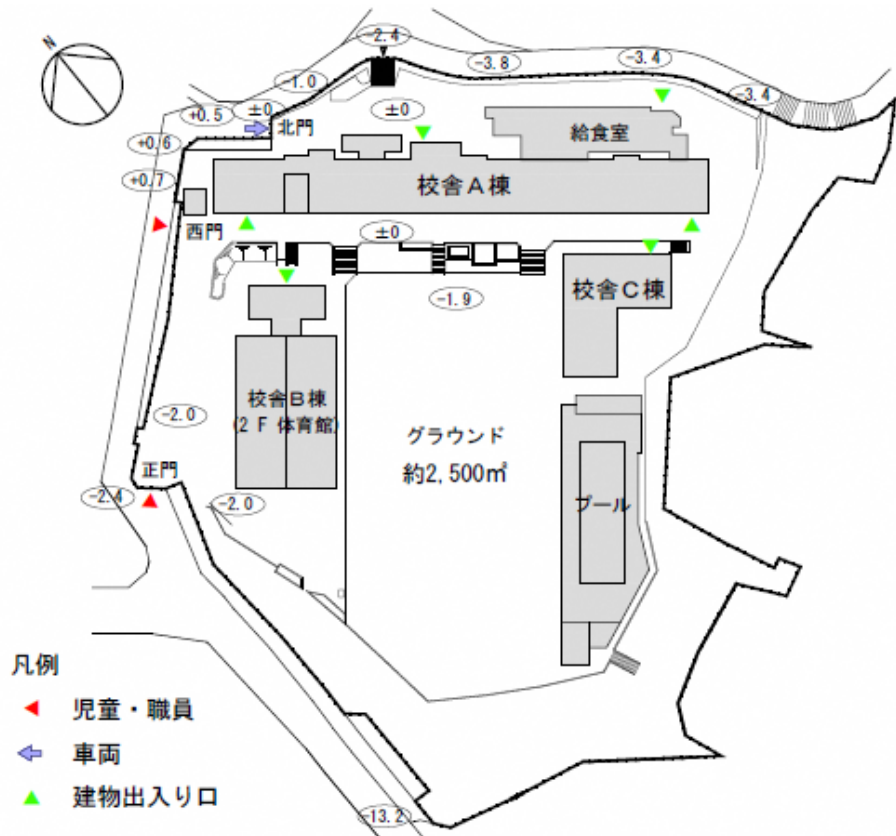 N
-2.4
-3.8
-3.4
-3.4
-1.0
+0.5
±0
±0
北門
+0.6
+0.7
給食室
校舎A棟
西門
±0
-1.9
校舎C棟
校舎B棟
(2F 体育館)
グラウンド
約2,500㎡
プール
-2.0
正門
-2.4
-2.0
凡例
児童・職員
車両
建物出入り口
-13.2